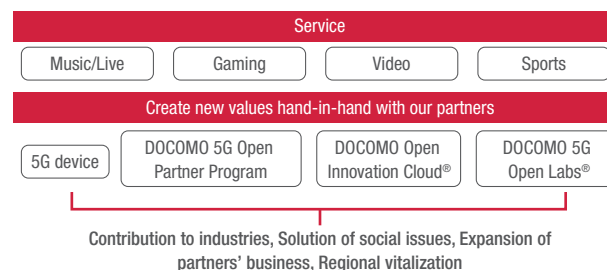 Service
Music/Live
Gaming
Video
Sports
Create new values hand-in-hand with our partners
5G device
DOCOMO 5G Open
Partner Program
DOCOMO Open
Innovation Cloud®
DOCOMO 5G
Open Labs®
Contribution to industries, Solution of social issues, Expansion of
partners' business, Regional vitalization